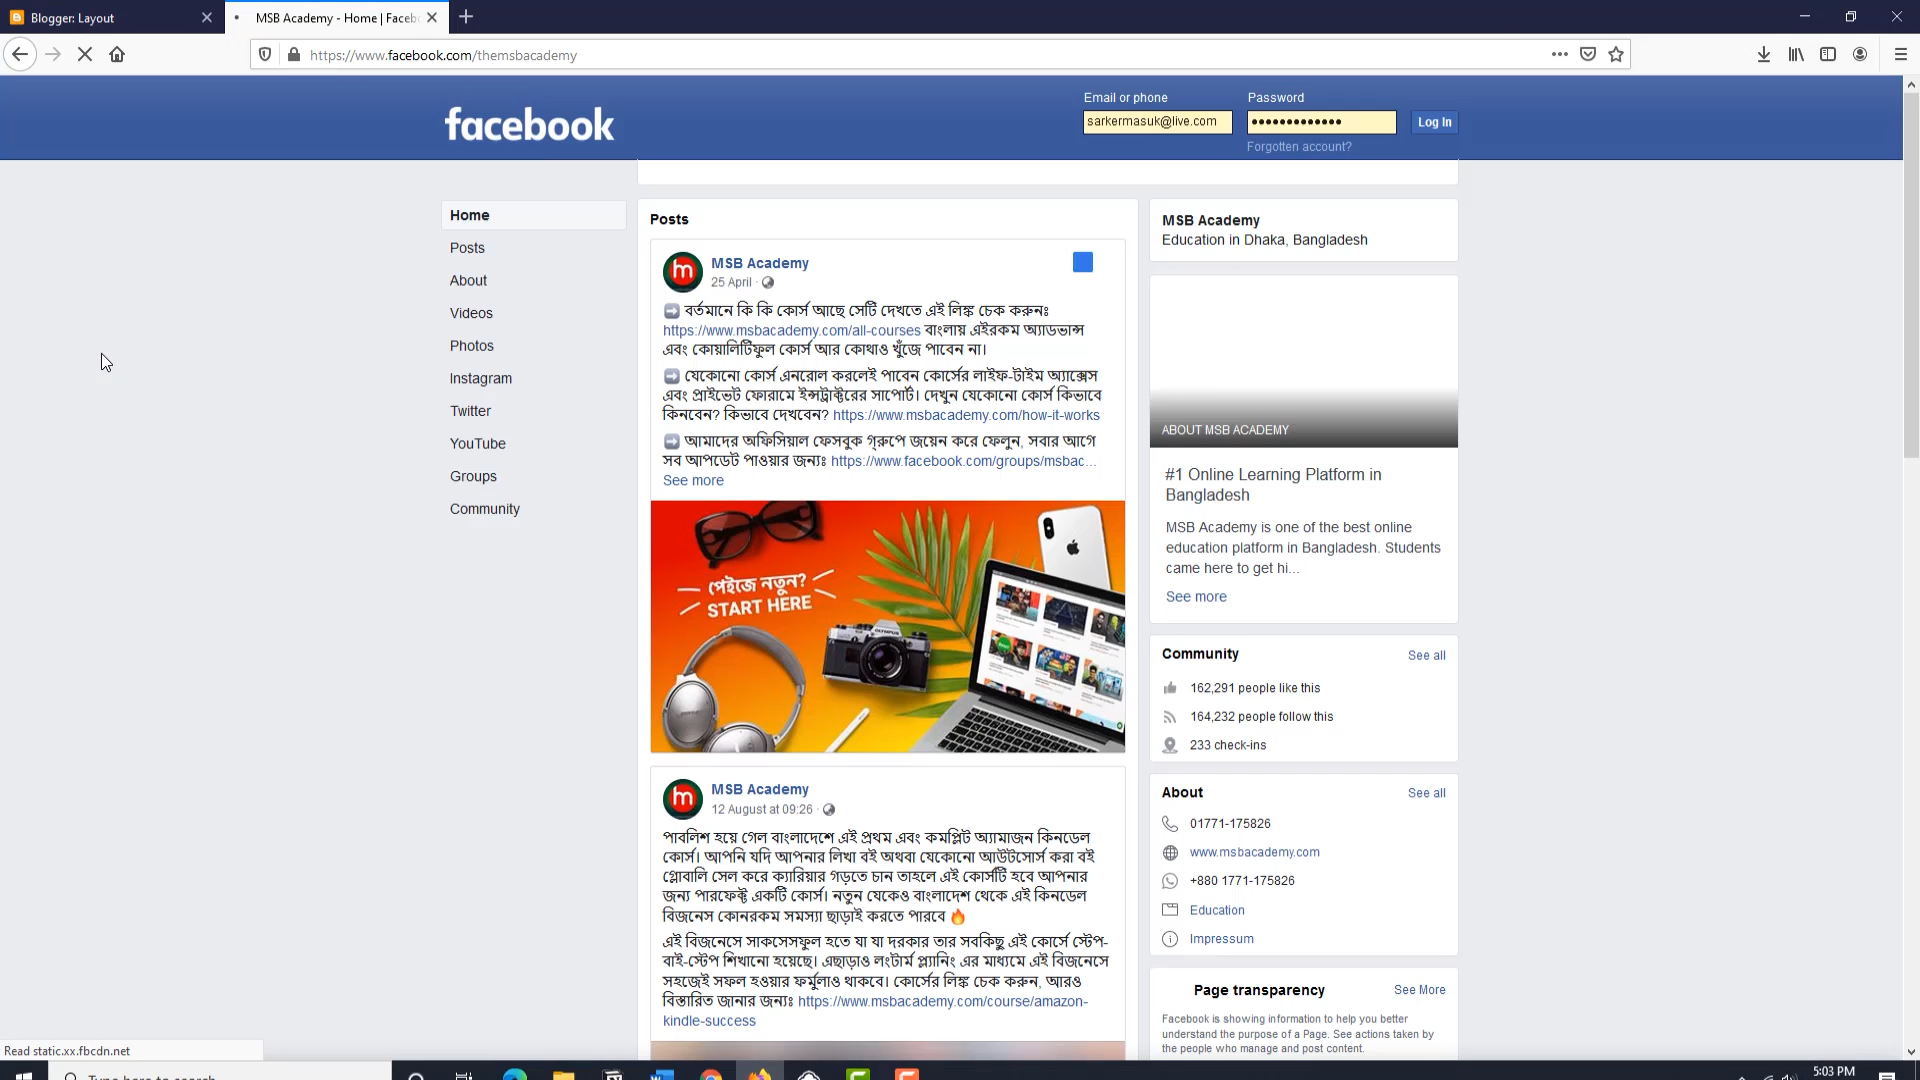 Blogger: Layout
MSB Academy - Home | Faceb
https://www.facebook.com/themsbacademy
facebook
Email or phone
Password
sarkermasuk@live.com
Log In
Forgotten account?
Home
Posts
About
Videos
Photos
Instagram
Twitter
YouTube
Groups
Community
Posts
MSB Academy
25 April ·
➡ বর্তমানে কি কি কোর্স আছে সেটি দেখতে এই লিঙ্ক চেক করুনঃ
https://www.msbacademy.com/all-courses বাংলায় এইরকম অ্যাডভান্স
এবং কোয়ালিটিফুল কোর্স আর কোথাও খুঁজে পাবেন না।
➡ যেকোনো কোর্স এনরোল করলেই পাবেন কোর্সের লাইফ-টাইম অ্যাক্সেস
এবং প্রাইভেট ফোরামে ইন্সট্রাক্টরের সাপোর্ট। দেখুন যেকোনো কোর্স কিভাবে
কিনবেন? কিভাবে দেখবেন? https://www.msbacademy.com/how-it-works
➡ আমাদের অফিসিয়াল ফেসবুক গ্রুপে জয়েন করে ফেলুন, সবার আগে
সব আপডেট পাওয়ার জন্যঃ https://www.facebook.com/groups/msbac...
See more
পেইজে নতুন?
START HERE
OLYMPUS
MSB Academy
12 August at 09:26 ·
পাবলিশ হয়ে গেল বাংলাদেশে এই প্রথম এবং কমপ্লিট অ্যামাজন কিনডেল
কোর্স। আপনি যদি আপনার লিখা বই অথবা যেকোনো আউটসোর্স করা বই
গ্লোবালি সেল করে ক্যারিয়ার গড়তে চান তাহলে এই কোর্সটি হবে আপনার
জন্য পারফেক্ট একটি কোর্স। নতুন যেকেও বাংলাদেশ থেকে এই কিনডেল
বিজনেস কোনরকম সমস্যা ছাড়াই করতে পারবে 🔥
এই বিজনেসে সাকসেসফুল হতে যা যা দরকার তার সবকিছু এই কোর্সে স্টেপ-
বাই-স্টেপ শিখানো হয়েছে। এছাড়াও লংটার্ম প্ল্যানিং এর মাধ্যমে এই বিজনেসে
সহজেই সফল হওয়ার ফর্মুলাও থাকবে। কোর্সের লিঙ্ক চেক করুন, আরও
বিস্তারিত জানার জন্যঃ https://www.msbacademy.com/course/amazon-
kindle-success
MSB Academy
Education in Dhaka, Bangladesh
ABOUT MSB ACADEMY
#1 Online Learning Platform in
Bangladesh
MSB Academy is one of the best online
education platform in Bangladesh. Students
came here to get hi...
See more
Community
See all
162,291 people like this
164,232 people follow this
233 check-ins
About
See all
01771-175826
www.msbacademy.com
+880 1771-175826
Education
Impressum
Page transparency
See More
Facebook is showing information to help you better
understand the purpose of a Page. See actions taken by
the people who manage and post content.
Read static.xx.fbcdn.net
Type here to search
5:03 PM